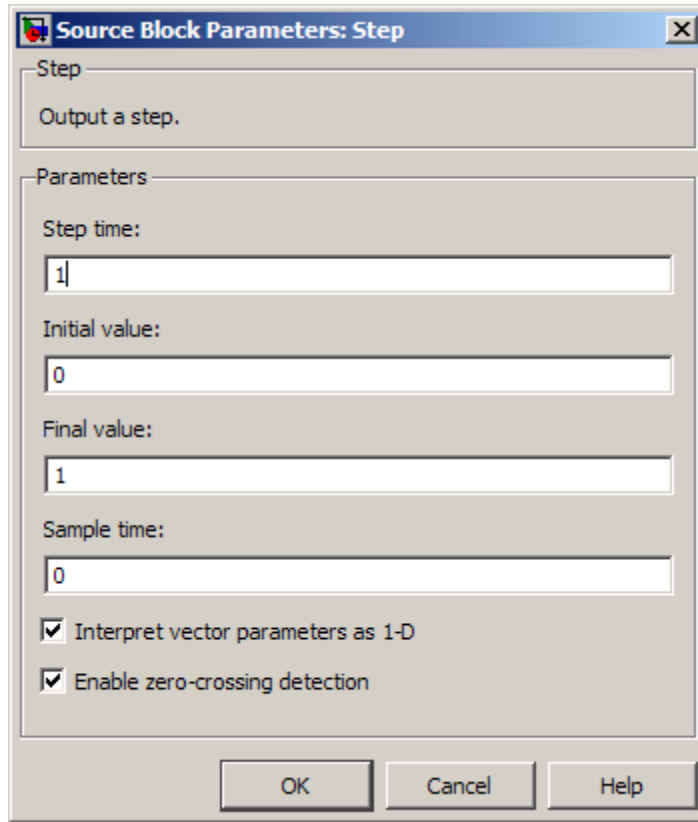 Source Block Parameters: Step
Step
Output a step.
Parameters
Step time:
1
Initial value:
0
Final value:
1
Sample time:
0
Interpret vector parameters as 1-D
Enable zero-crossing detection
OK Cancel Help